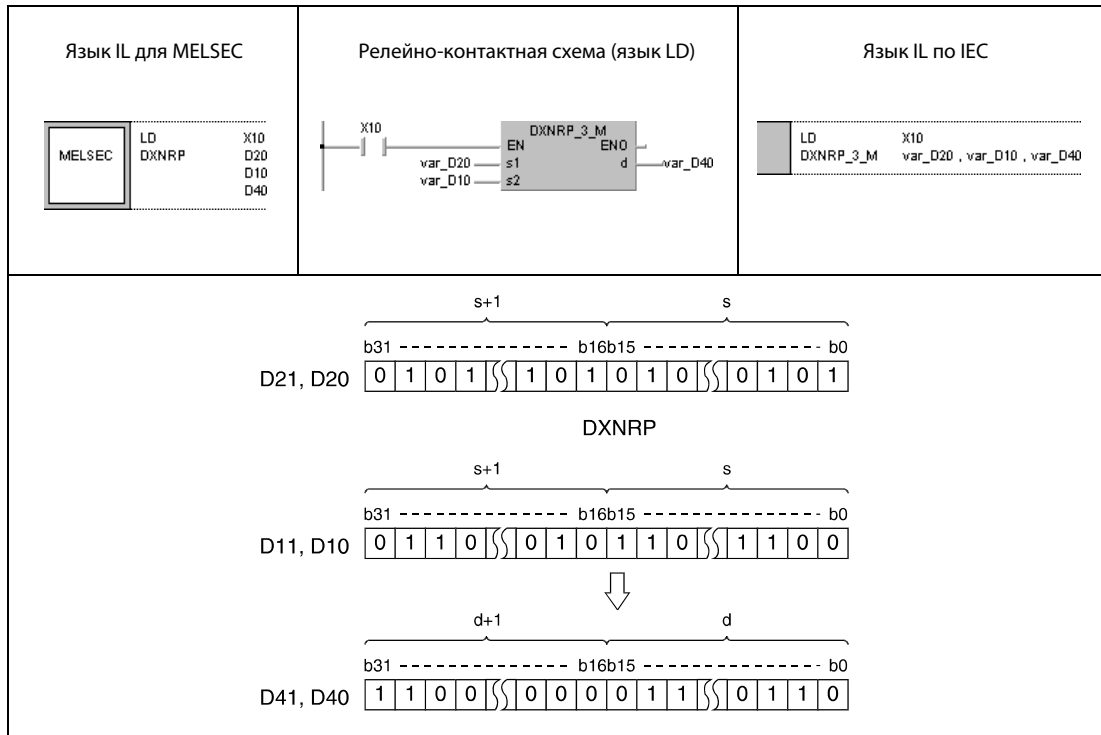 Язык IL для MELSEC
Релейно-контактная схема (язык LD)
Язык IL по IEC
MELSEC
LD X10
DXNRP D20
D10
D40
X10
DXNRP_3_M
EN ENO
var_D20 s1 d var_D40
var_D10 s2
LD X10
DXNRP_3_M var_D20 , var_D10 , var_D40
s+1 s
b31 b16b15 b0
D21, D20 0 1 0 1 1 0 1 0 1 0 0 1 0 1
DXNRP
s+1 s
b31 b16b15 b0
D11, D10 0 1 1 0 0 1 0 1 1 0 1 1 0 0
d+1 d
b31 b16b15 b0
D41, D40 1 1 0 0 0 0 0 0 1 1 0 1 1 0